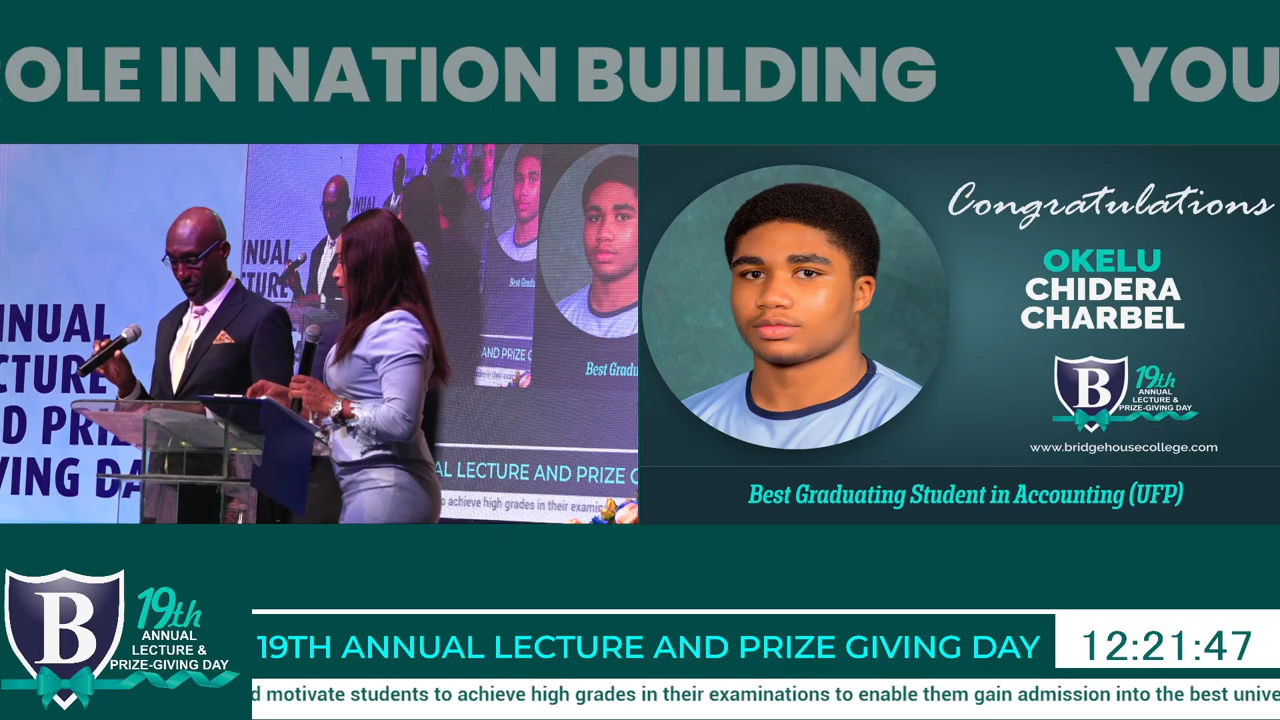 OLE IN NATION BUILDING YOU
NUAL
CTURE
D PRIZ
VING DA
NUAL
TURE
Best Gradu
AND PRIZE
Best Gradu
AL LECTURE AND PRIZE G
o achieve high grades in their examin
Congratulations
OKELU
CHIDERA
CHARBEL
B
19th
ANNUAL
LECTURE &
PRIZE-GIVING DAY
www.bridgehousecollege.com
Best Graduating Student in Accounting (UFP)
B
19th
ANNUAL
LECTURE &
PRIZE-GIVING DAY
19TH ANNUAL LECTURE AND PRIZE GIVING DAY
12:21:47
d motivate students to achieve high grades in their examinations to enable them gain admission into the best unive